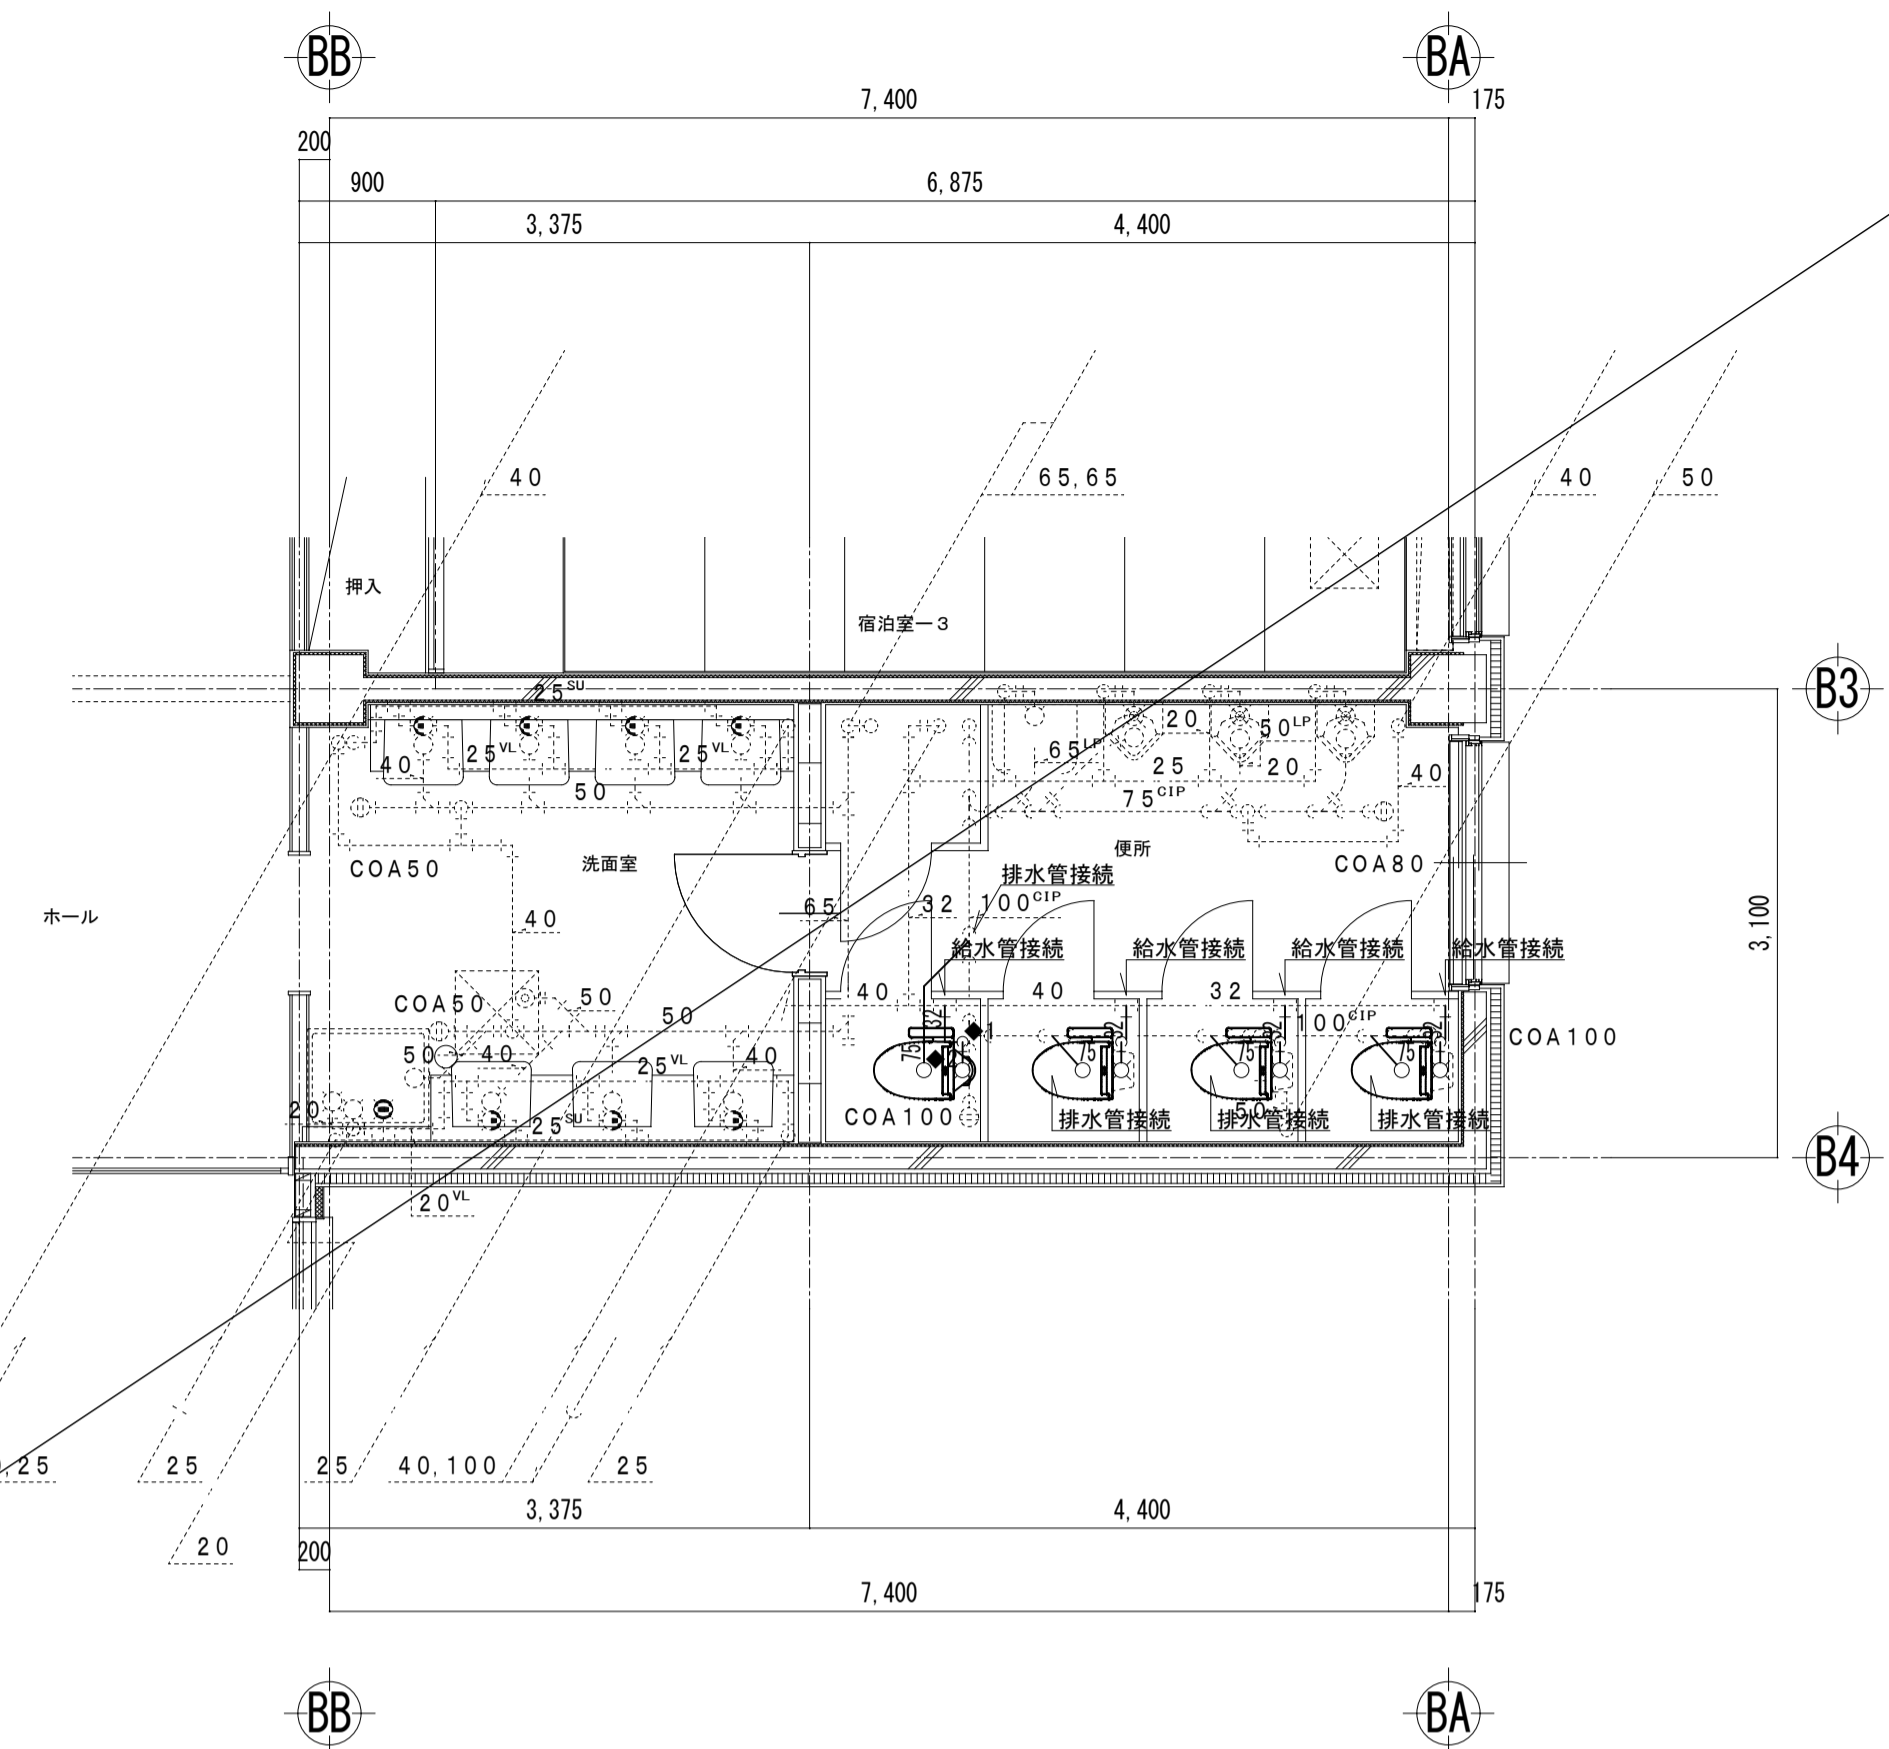 BB BA
7,400 175
200
900 6,875
3,375 4,400
40 65,65 40 50
押入
宿泊室ー3
25SU
B3
20 50LP
40 25VL 25VL 65LP 25 20 40
50 75CIP
COA50 洗面室 便所 COA80
排水管接続
ホール 65 32 100CIP 3,100
40 給水管接続 給水管接続 給水管接続 給水管接続
COA50 50 40 40 32
50 32 32 32 32 100CIP COA100
50 40 25VL 40 75 75 75 75
20 25SU COA100 排水管接続 50 排水管接続 排水管接続
B4
20VL
,25 25 25 40,100 25
3,375 4,400
20 200
7,400 175
BB BA